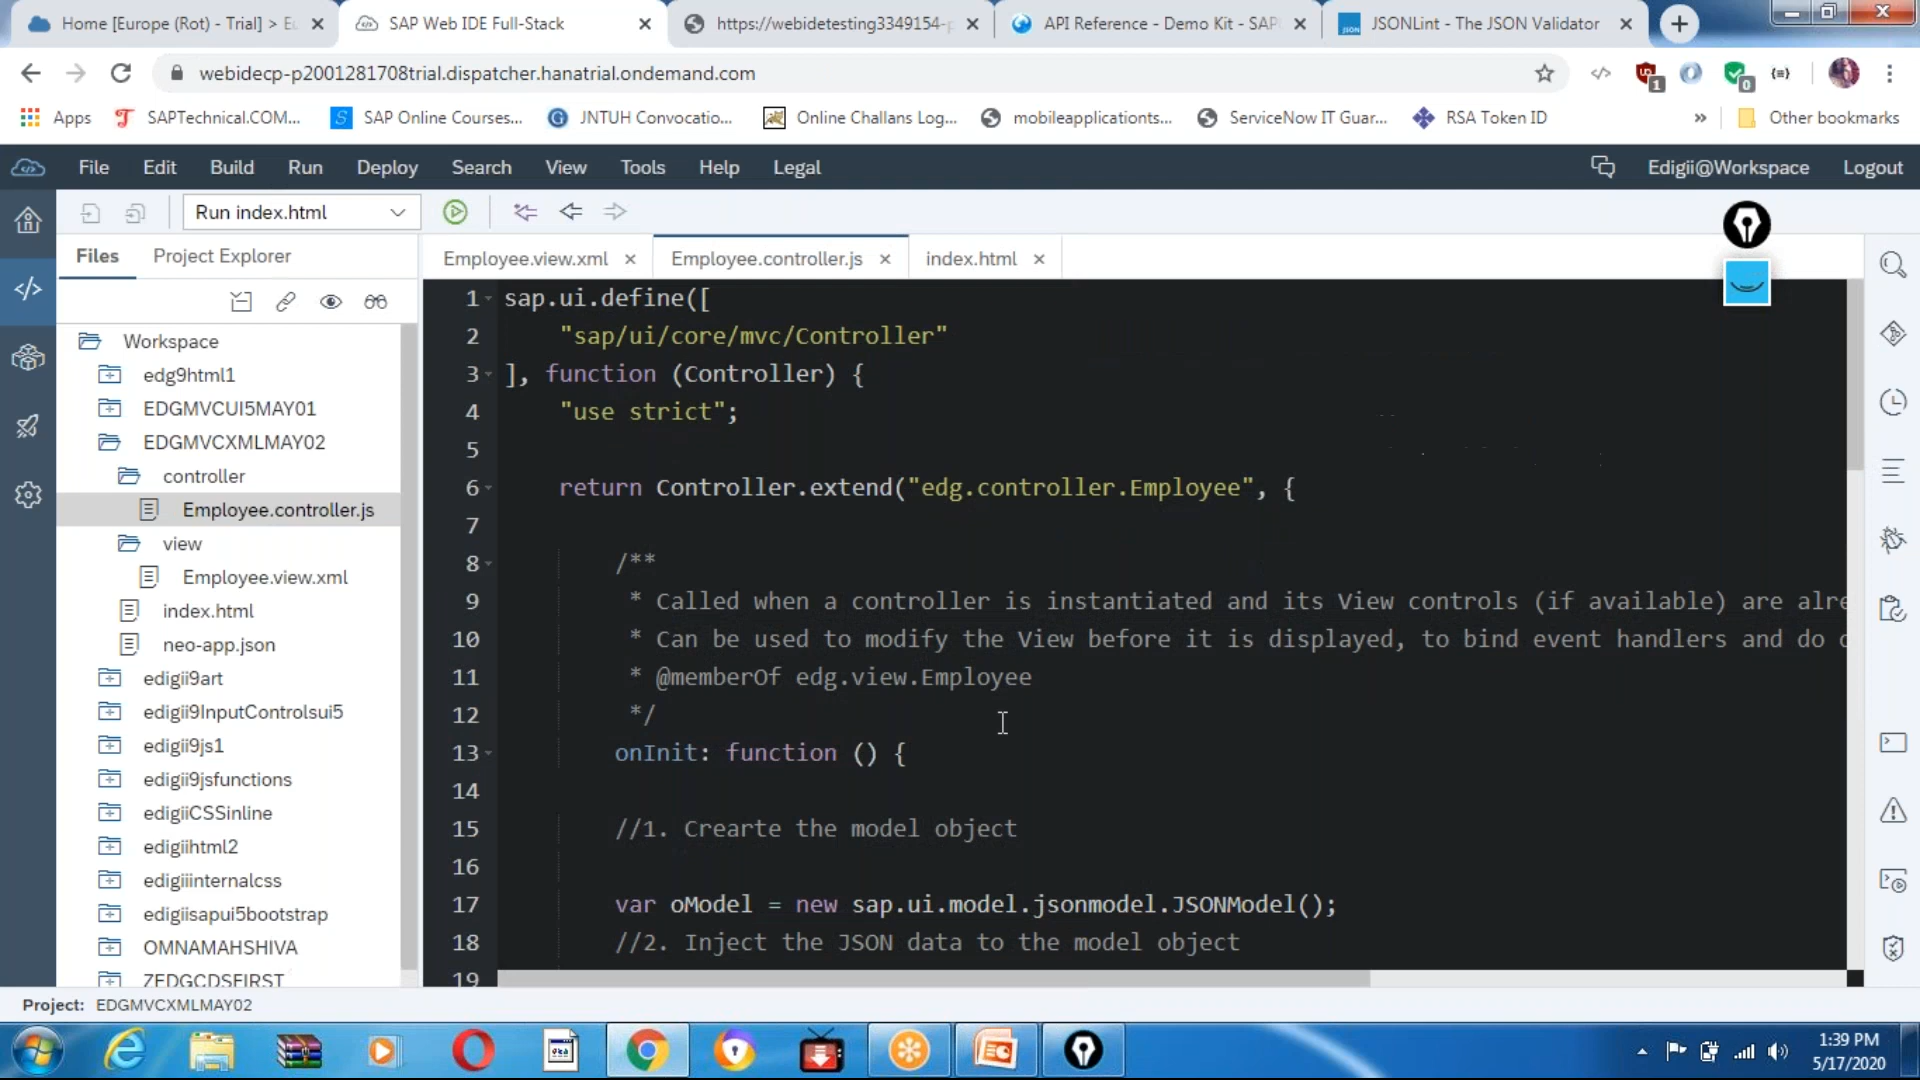 Home [Europe (Rot) - Trial] > Eu
SAP Web IDE Full-Stack
https://webidetesting3349154-p
API Reference - Demo Kit - SAP
JSONLint - The JSON Validator
webidecp-p2001281708trial.dispatcher.hanatrial.ondemand.com
Apps
SAPTechnical.COM...
SAP Online Courses...
JNTUH Convocatio...
Online Challans Log...
mobileapplicationts...
ServiceNow IT Guar...
RSA Token ID
»
Other bookmarks
File Edit Build Run Deploy Search View Tools Help Legal
Edigii@Workspace
Logout
Run index.html
Files
Project Explorer
Employee.view.xml
Employee.controller.js
index.html
Workspace
edg9html1
EDGMVCUI5MAY01
EDGMVCXMLMAY02
controller
Employee.controller.js
view
Employee.view.xml
index.html
neo-app.json
edigii9art
edigii9InputControlsui5
edigii9js1
edigii9jsfunctions
edigiiCSSinline
edigiihtml2
edigiiinternalcss
edigiisapui5bootstrap
OMNAMAHSHIVA
ZEDGCDSFIRST
1 sap.ui.define([
2 "sap/ui/core/mvc/Controller"
3 ], function (Controller) {
4 "use strict";
5
6 return Controller.extend("edg.controller.Employee", {
7
8 /**
9 * Called when a controller is instantiated and its View controls (if available) are alre
10 * Can be used to modify the View before it is displayed, to bind event handlers and do o
11 * @memberOf edg.view.Employee
12 */
13 onInit: function () {
14
15 //1. Crearte the model object
16
17 var oModel = new sap.ui.model.jsonmodel.JSONModel();
18 //2. Inject the JSON data to the model object
19
Project: EDGMVCXMLMAY02
1:39 PM
5/17/2020